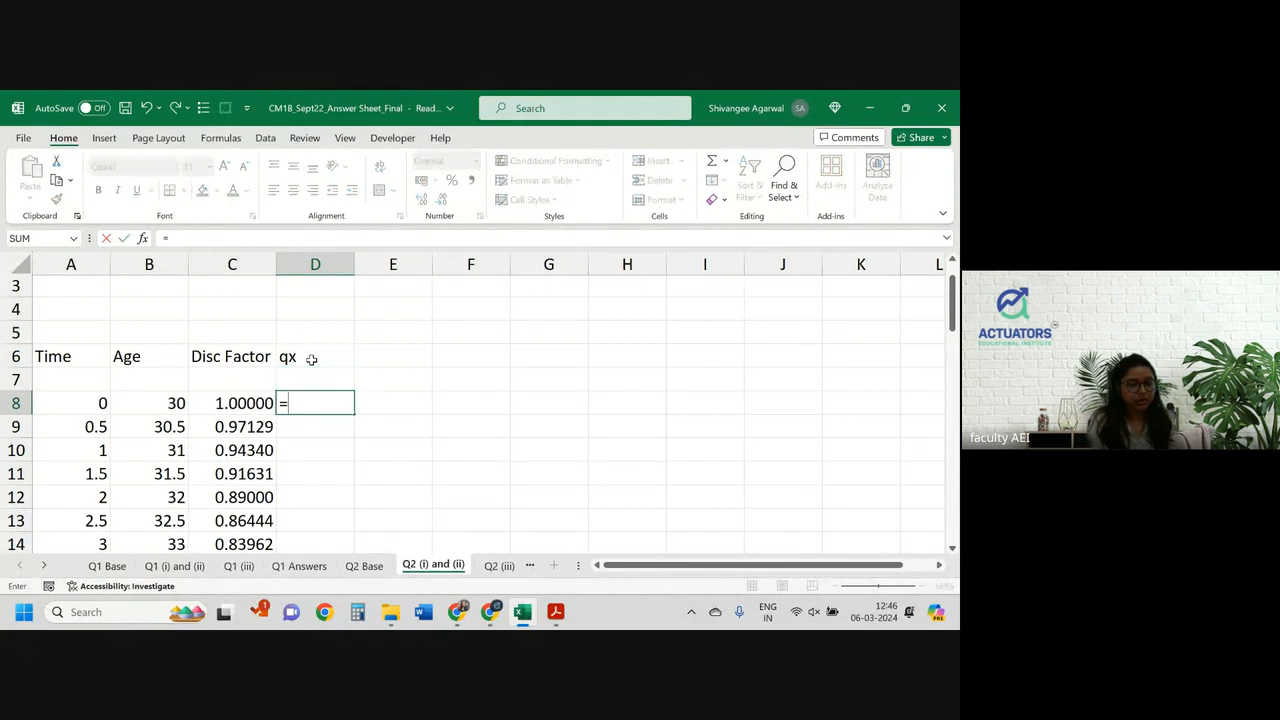 AutoSave Off CM1B_Sept22_Answer Sheet_Final - Read... Search Shivangee Agarwal SA
File Home Insert Page Layout Formulas Data Review View Developer Help Comments Share
Paste General Conditional Formatting Insert Sort & Find & Add-ins Analyze
Format as Table Delete Filter Select Data
Cell Styles Format
Clipboard Font Alignment Number Styles Cells Editing Add-ins
SUM fx =
A B C D E F G H I J K L
3
4
5
6 Time Age Disc Factor qx
7
8 0 30 1.00000 =
9 0.5 30.5 0.97129
10 1 31 0.94340
11 1.5 31.5 0.91631
12 2 32 0.89000
13 2.5 32.5 0.86444
14 3 33 0.83962
Q1 Base Q1 (i) and (ii) Q1 (iii) Q1 Answers Q2 Base Q2 (i) and (ii) Q2 (iii) ...
Enter Accessibility: Investigate
Search ENG IN 12:46 06-03-2024
ACTUATORS
EDUCATIONAL INSTITUTE
faculty AEI